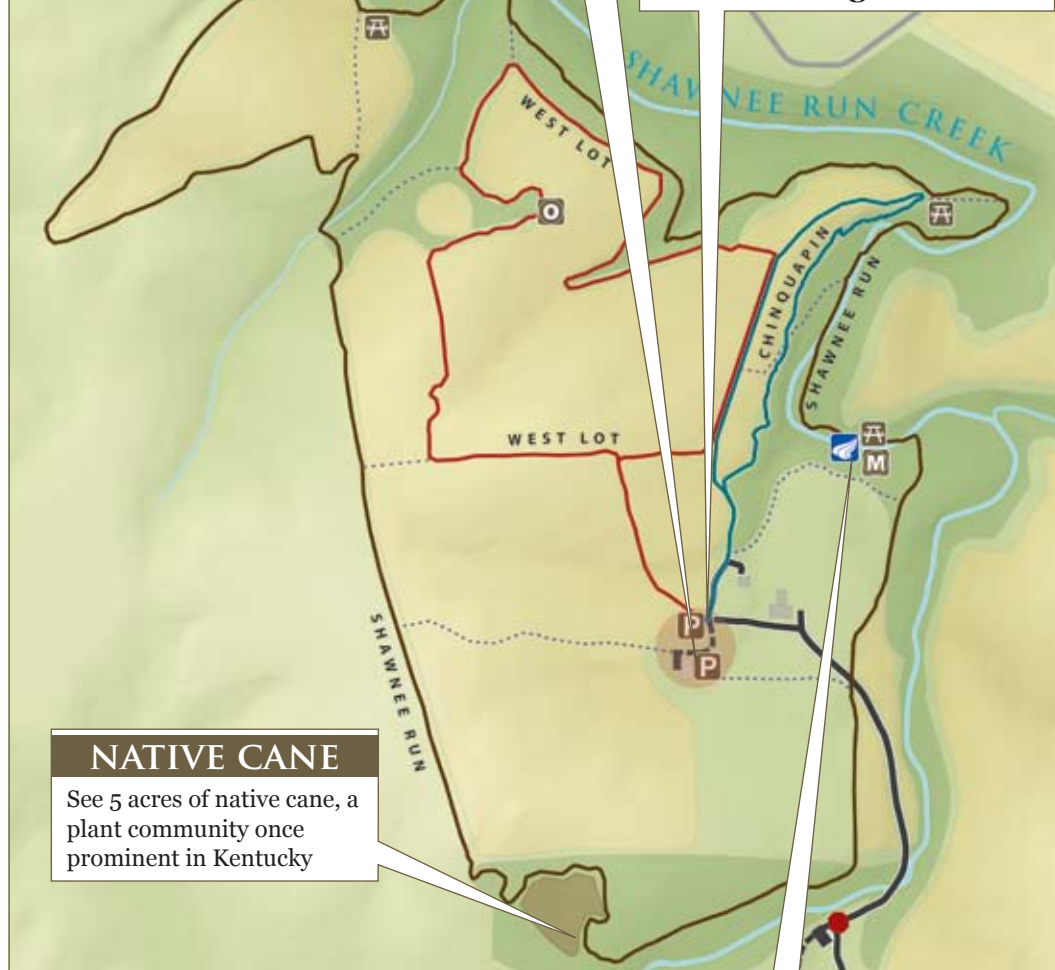 SHAWNEE RUN CREEK
WEST LOT
O
CHINQUAPIN
SHAWNEE RUN
WEST LOT
M
P
P
SHAWNEE RUN
NATIVE CANE
See 5 acres of native cane, a
plant community once
prominent in Kentucky